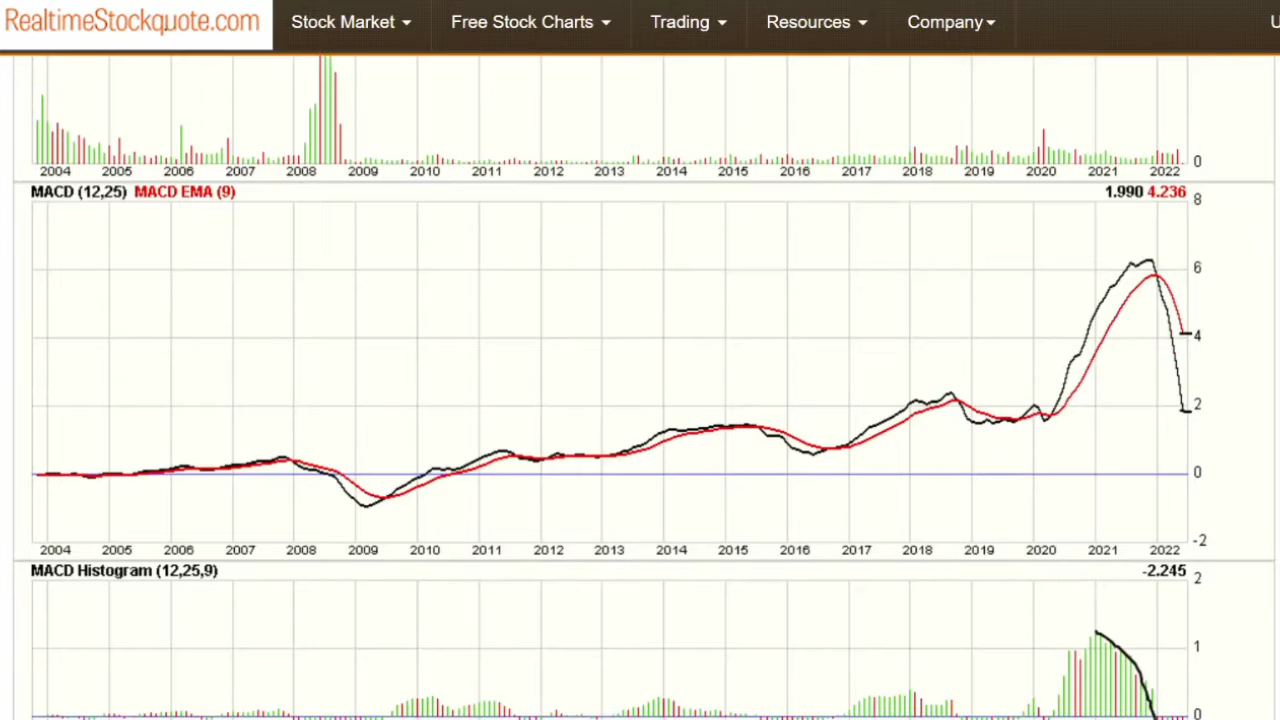 RealtimeStockquote.com Stock Market Free Stock Charts Trading Resources Company U
0
2004 2005 2006 2007 2008 2009 2010 2011 2012 2013 2014 2015 2016 2017 2018 2019 2020 2021 2022
MACD (12,25) MACD EMA (9) 1.990 4.236
8
6
4
2
0
-2
2004 2005 2006 2007 2008 2009 2010 2011 2012 2013 2014 2015 2016 2017 2018 2019 2020 2021 2022
MACD Histogram (12,25,9) -2.245
2
1
0